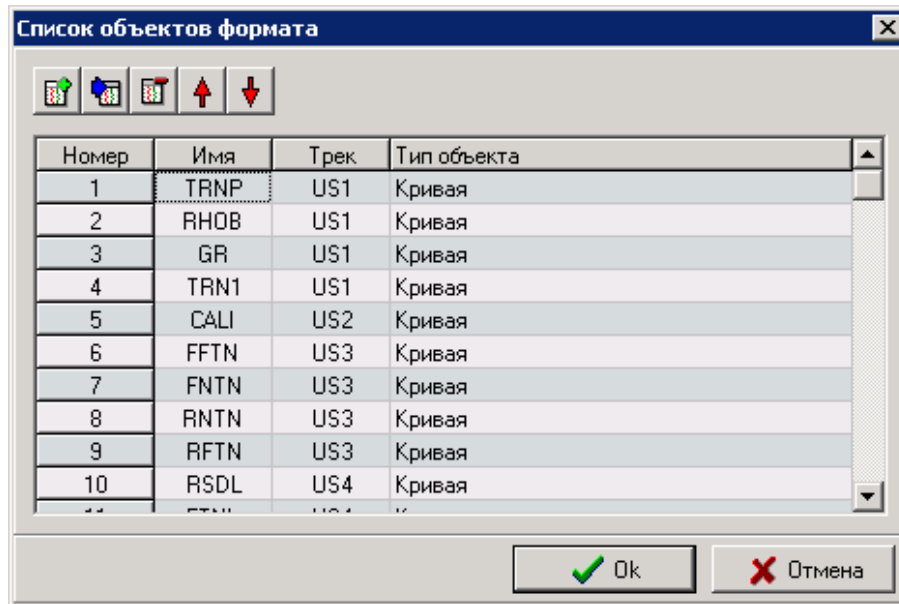 Список объектов формата
Номер Имя Трек Тип объекта
1 TRNP US1 Кривая
2 RHOB US1 Кривая
3 GR US1 Кривая
4 TRN1 US1 Кривая
5 CALI US2 Кривая
6 FFTN US3 Кривая
7 FNTN US3 Кривая
8 RNTN US3 Кривая
9 RFTN US3 Кривая
10 RSDL US4 Кривая
Ok Отмена